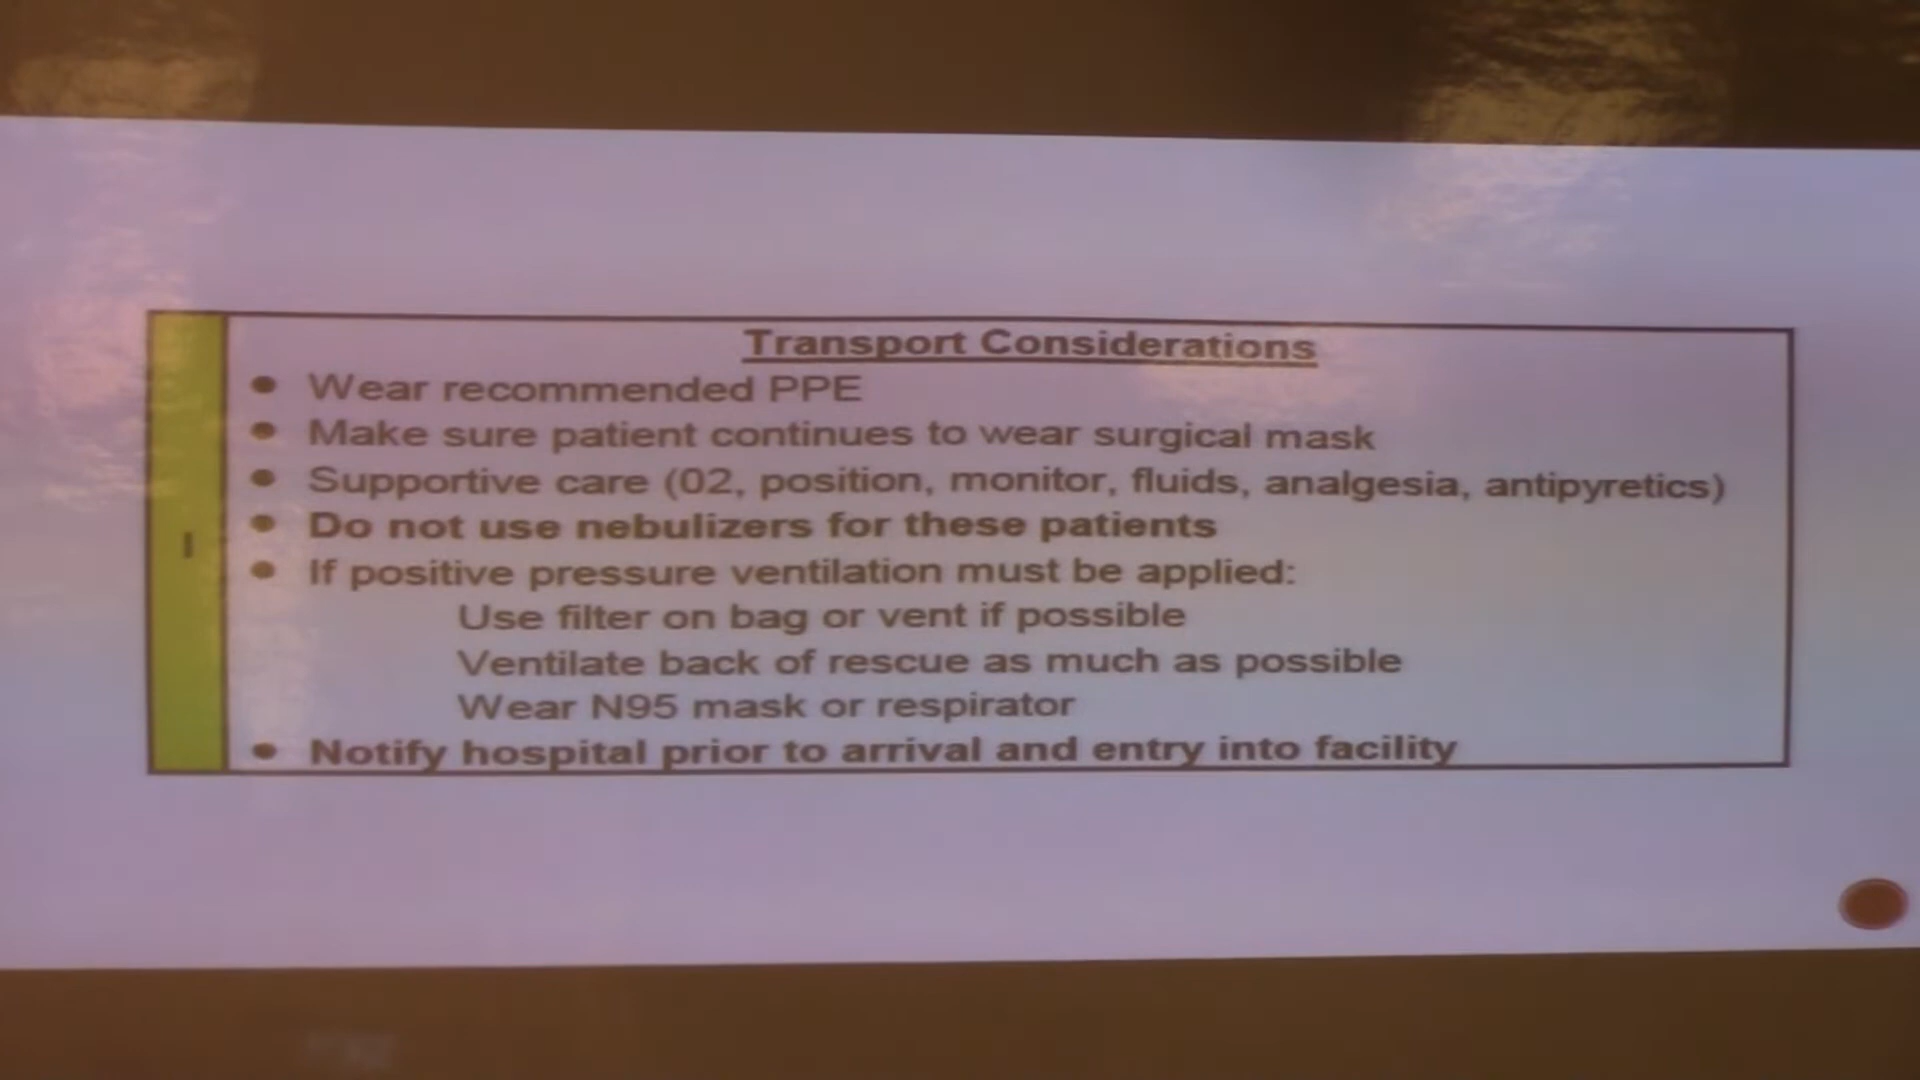 Transport Considerations
● Wear recommended PPE
● Make sure patient continues to wear surgical mask
● Supportive care (02, position, monitor, fluids, analgesia, antipyretics)
● Do not use nebulizers for these patients
I
● If positive pressure ventilation must be applied:
Use filter on bag or vent if possible
Ventilate back of rescue as much as possible
Wear N95 mask or respirator
● Notify hospital prior to arrival and entry into facility